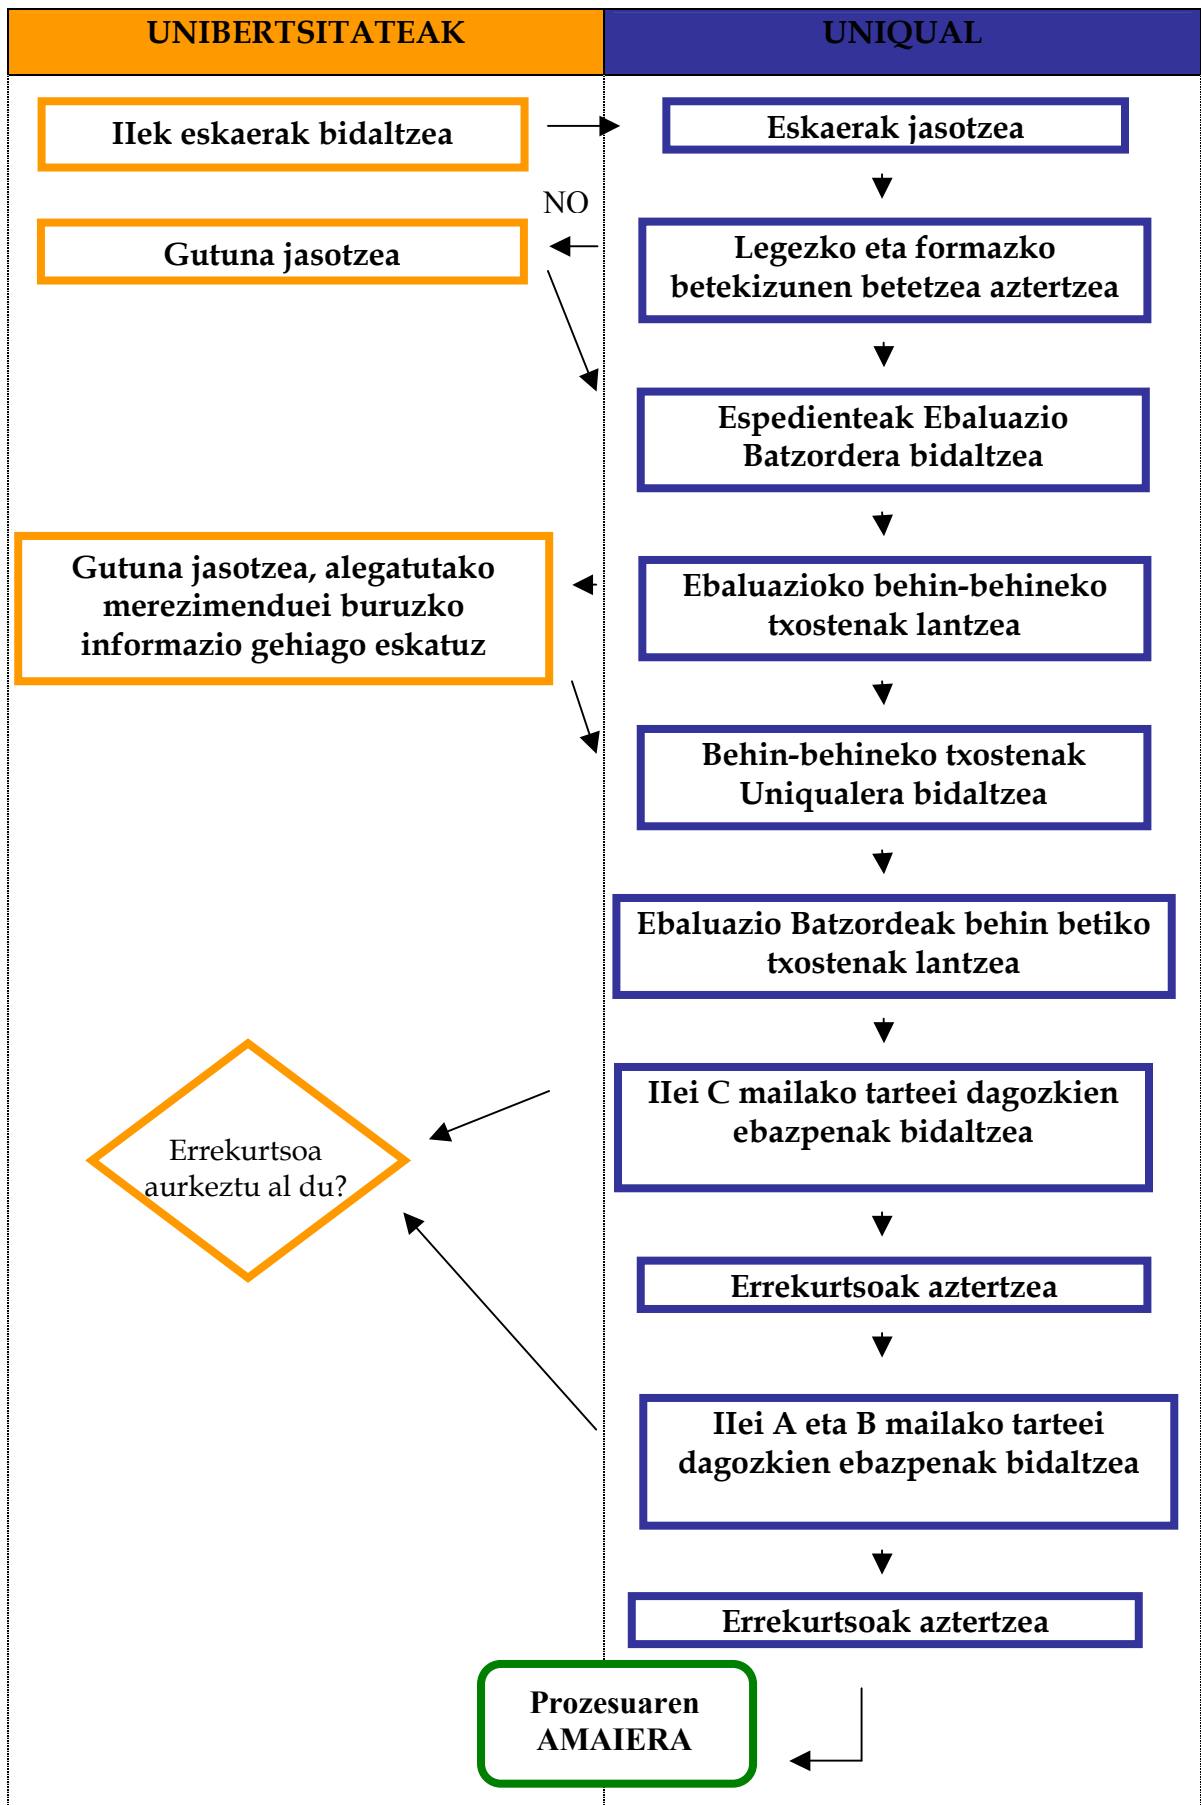 UNIBERTSITATEAK
UNIQUAL
IIek eskaerak bidaltzea
Eskaerak jasotzea
NO
Gutuna jasotzea
Legezko eta formazko
betekizunen betetzea aztertzea
Espedienteak Ebaluazio
Batzordera bidaltzea
Gutuna jasotzea, alegatutako
merezimenduei buruzko
informazio gehiago eskatuz
Ebaluazioko behin-behineko
txostenak lantzea
Behin-behineko txostenak
Uniqualera bidaltzea
Ebaluazio Batzordeak behin betiko
txostenak lantzea
IIei C mailako tarteei dagozkien
ebazpenak bidaltzea
Errekurtsoa
aurkeztu al du?
Errekurtsoak aztertzea
IIei A eta B mailako tarteei
dagozkien ebazpenak bidaltzea
Errekurtsoak aztertzea
Prozesuaren
AMAIERA